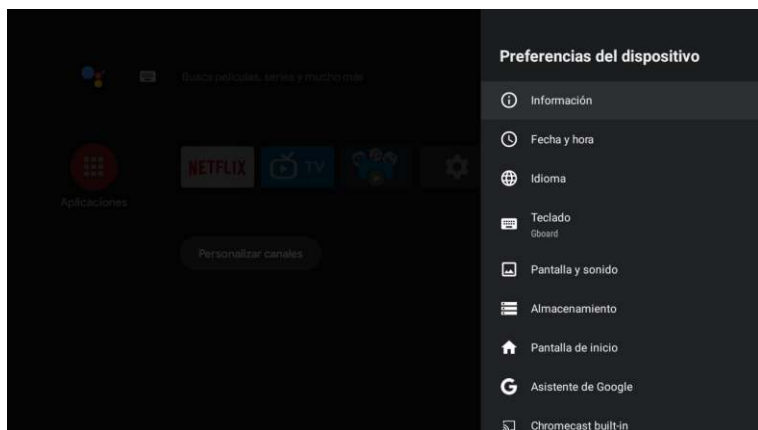 Preferencias del dispositivo
Busca películas, series y mucho más
Información
Fecha y hora
Idioma
NETFLIX
TV
Aplicaciones
Teclado
Gboard
Personalizar canales
Pantalla y sonido
Almacenamiento
Pantalla de inicio
Asistente de Google
Chromecast built-in